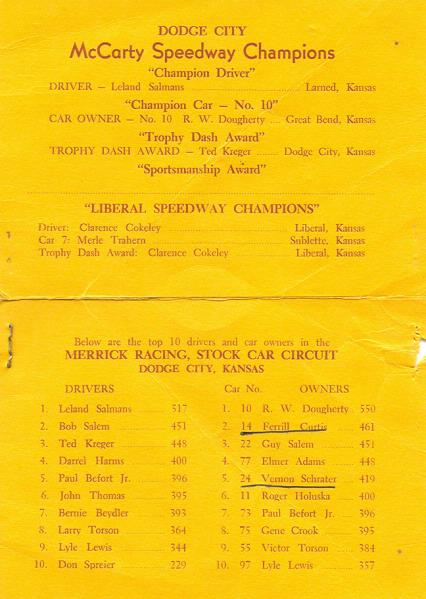 DODGE CITY
McCarty Speedway Champions
"Champion Driver"
DRIVER — Leland Salmans Larned, Kansas
"Champion Car — No. 10"
CAR OWNER — No. 10 R. W. Dougherty Great Bend, Kansas
"Trophy Dash Award"
TROPHY DASH AWARD — Ted Kreger Dodge City, Kansas
"Sportsmanship Award"
"LIBERAL SPEEDWAY CHAMPIONS"
Driver: Clarence Cokeley Liberal, Kansas
Car 7: Merle Trahern Sublette, Kansas
Trophy Dash Award: Clarence Cokeley Liberal, Kansas
Below are the top 10 drivers and car owners in the
MERRICK RACING, STOCK CAR CIRCUIT
DODGE CITY, KANSAS
DRIVERS
1. Leland Salmans 517
2. Bob Salem 451
3. Ted Kreger 448
4. Darrel Harms 400
5. Paul Befort Jr. 396
6. John Thomas 395
7. Bernie Beydler 393
8. Larry Torson 364
9. Lyle Lewis 344
10. Don Spreier 229
Car No. OWNERS
1. 10 R. W. Dougherty 550
2. 14 Ferrill Curtis 461
3. 22 Guy Salem 451
4. 77 Elmer Adams 448
5. 24 Vernon Schrater 419
6. 11 Roger Holuska 400
7. 73 Paul Befort Jr. 396
8. 75 Gene Crook 395
9. 55 Victor Torson 384
10. 97 Lyle Lewis 357